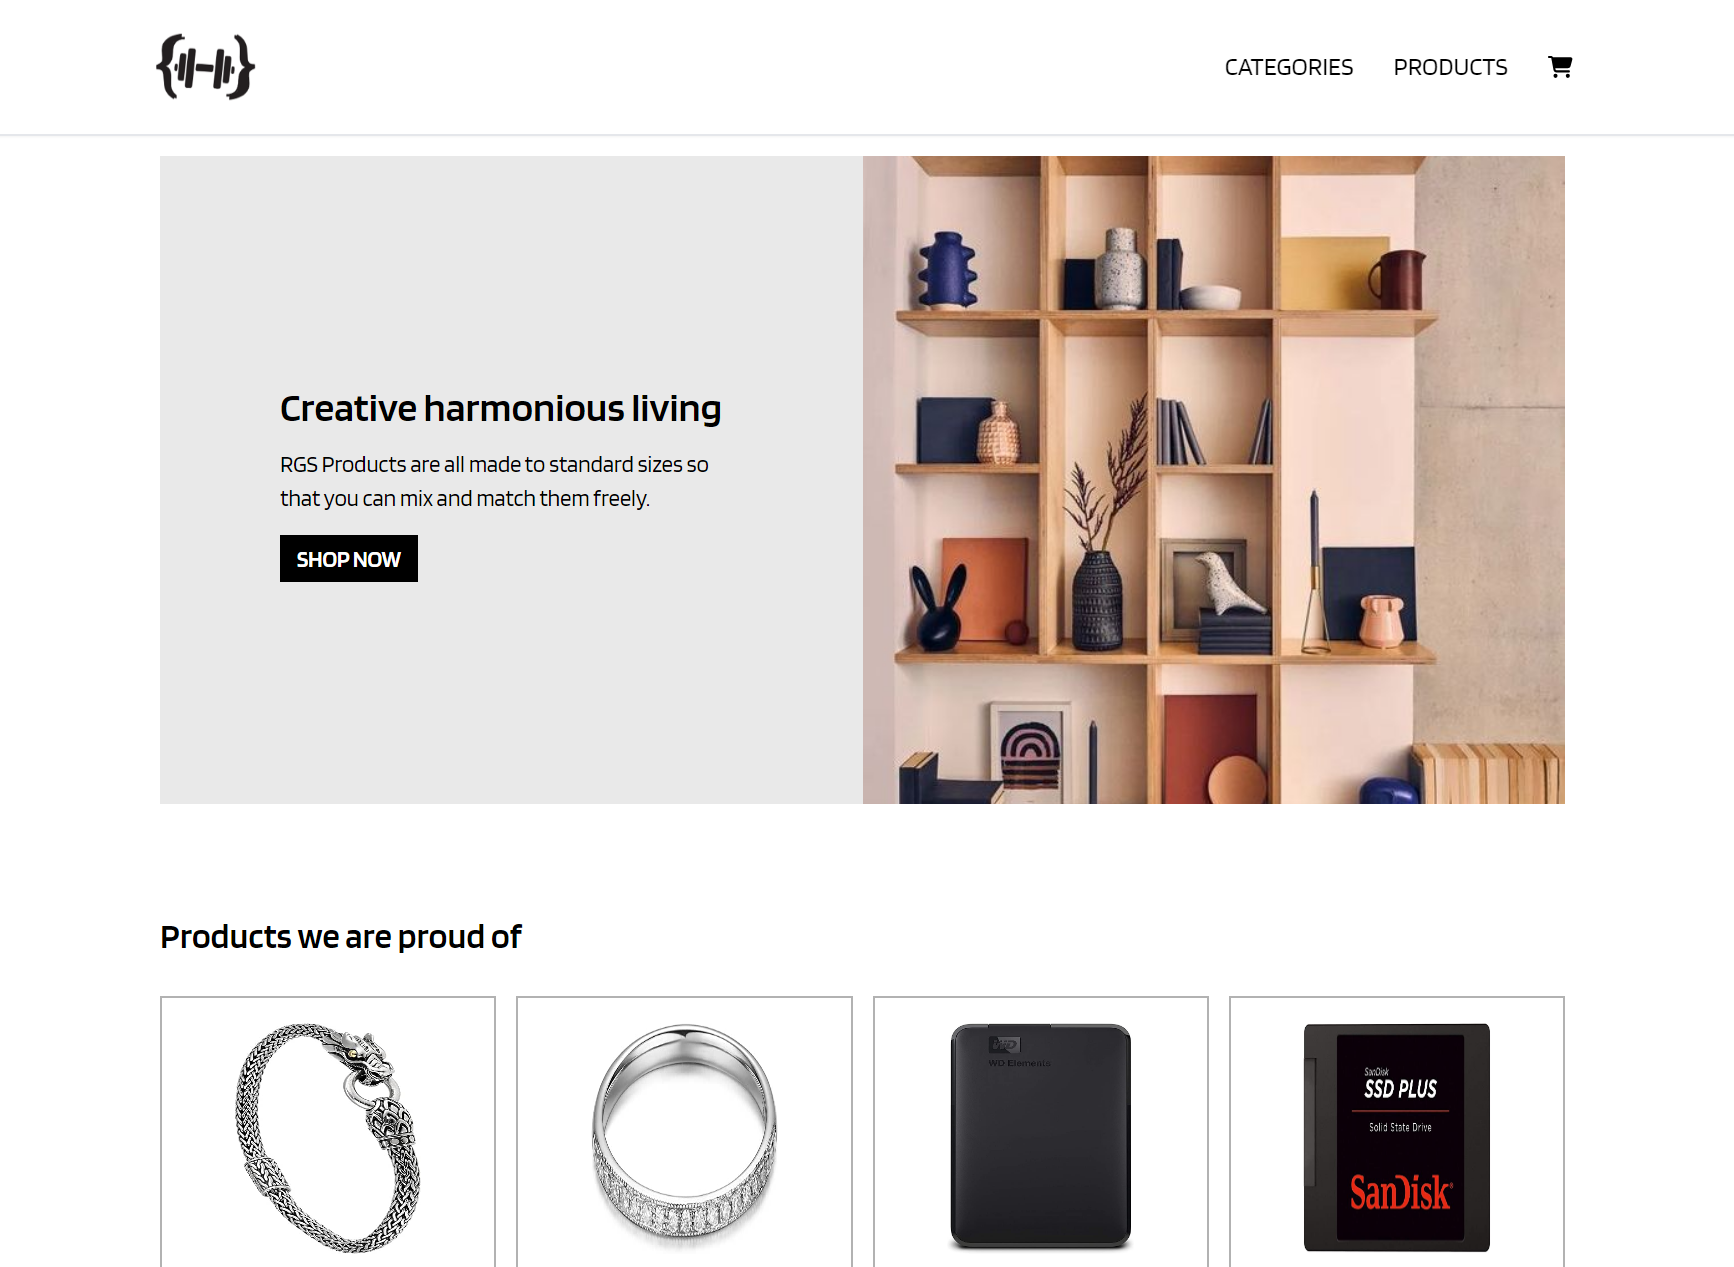 CATEGORIES PRODUCTS
Creative harmonious living
RGS Products are all made to standard sizes so
that you can mix and match them freely.
SHOP NOW
Products we are proud of
WD
WD Elements
SanDisk
SSD PLUS
Solid State Drive
SanDisk®